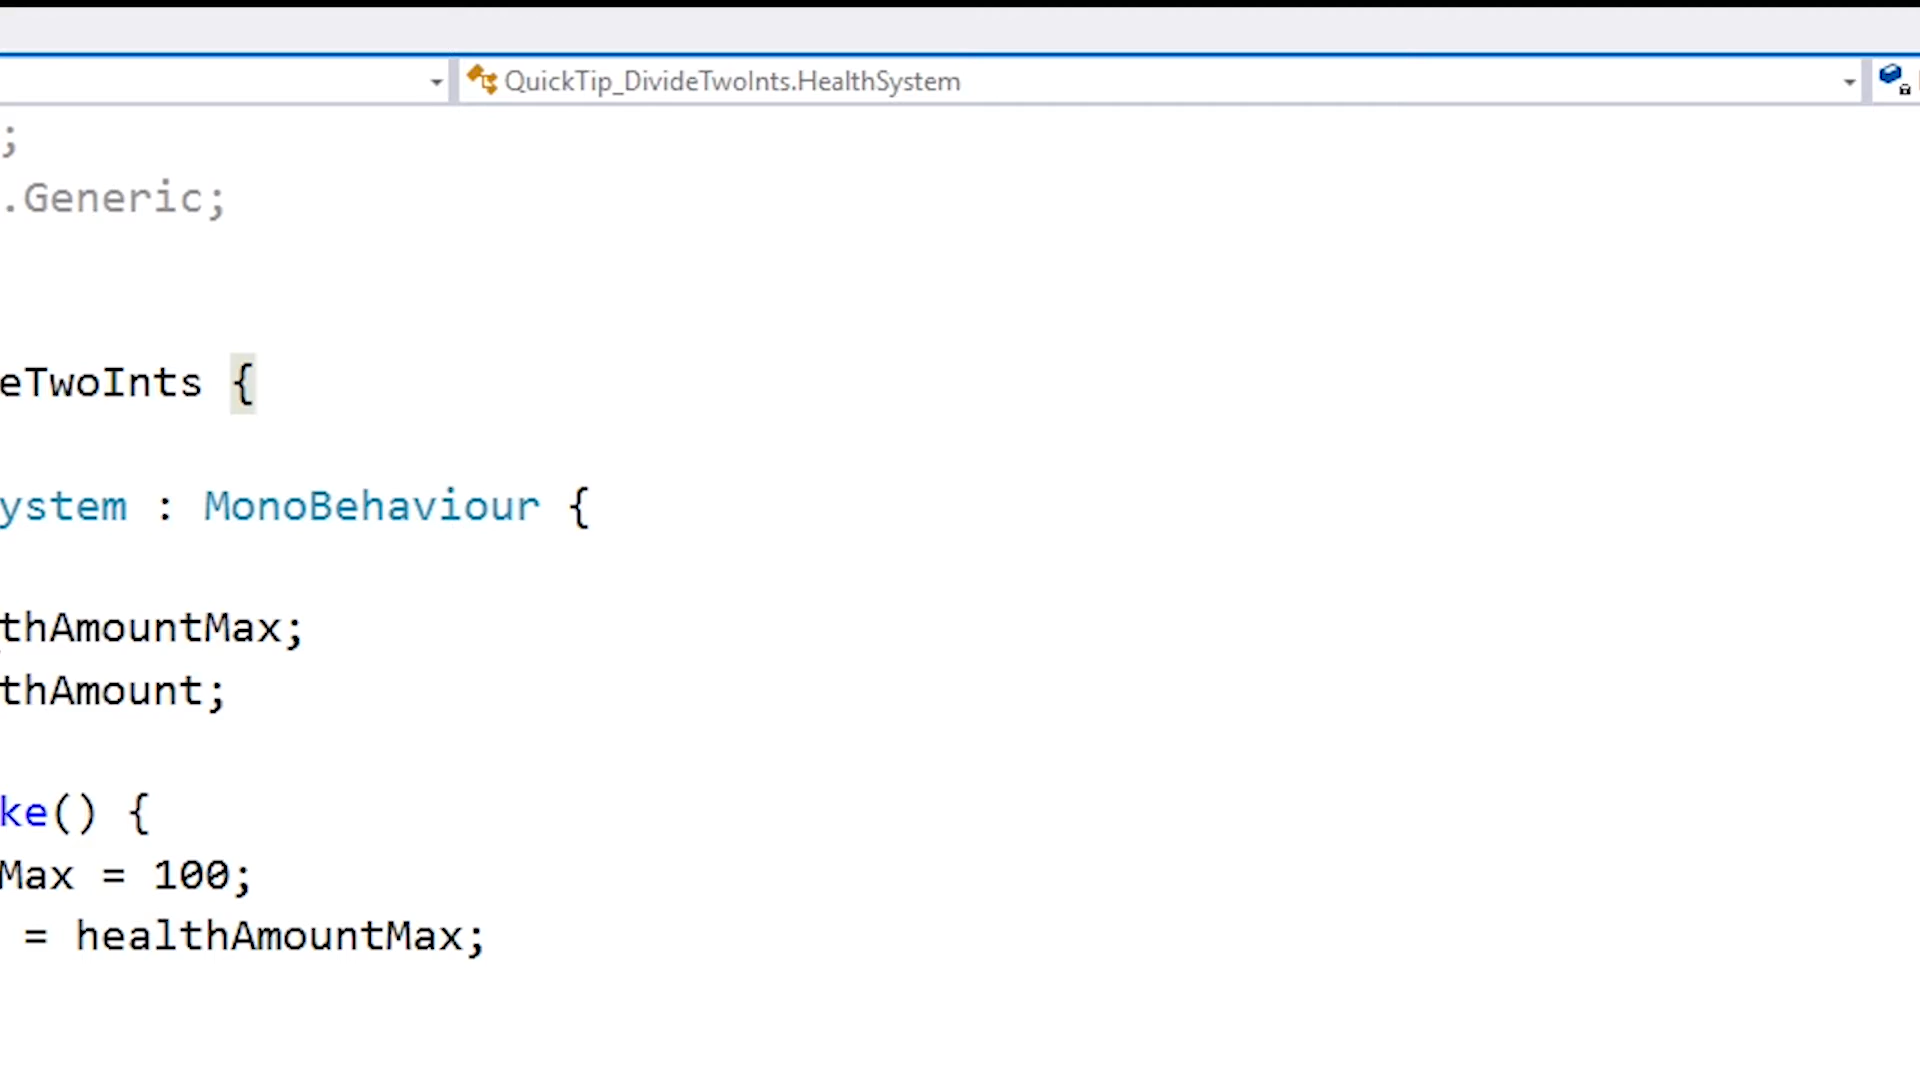 QuickTip_DivideTwoInts.HealthSystem
;
.Generic;
eTwoInts {
ystem : MonoBehaviour {
thAmountMax;
thAmount;
ke() {
Max = 100;
= healthAmountMax;